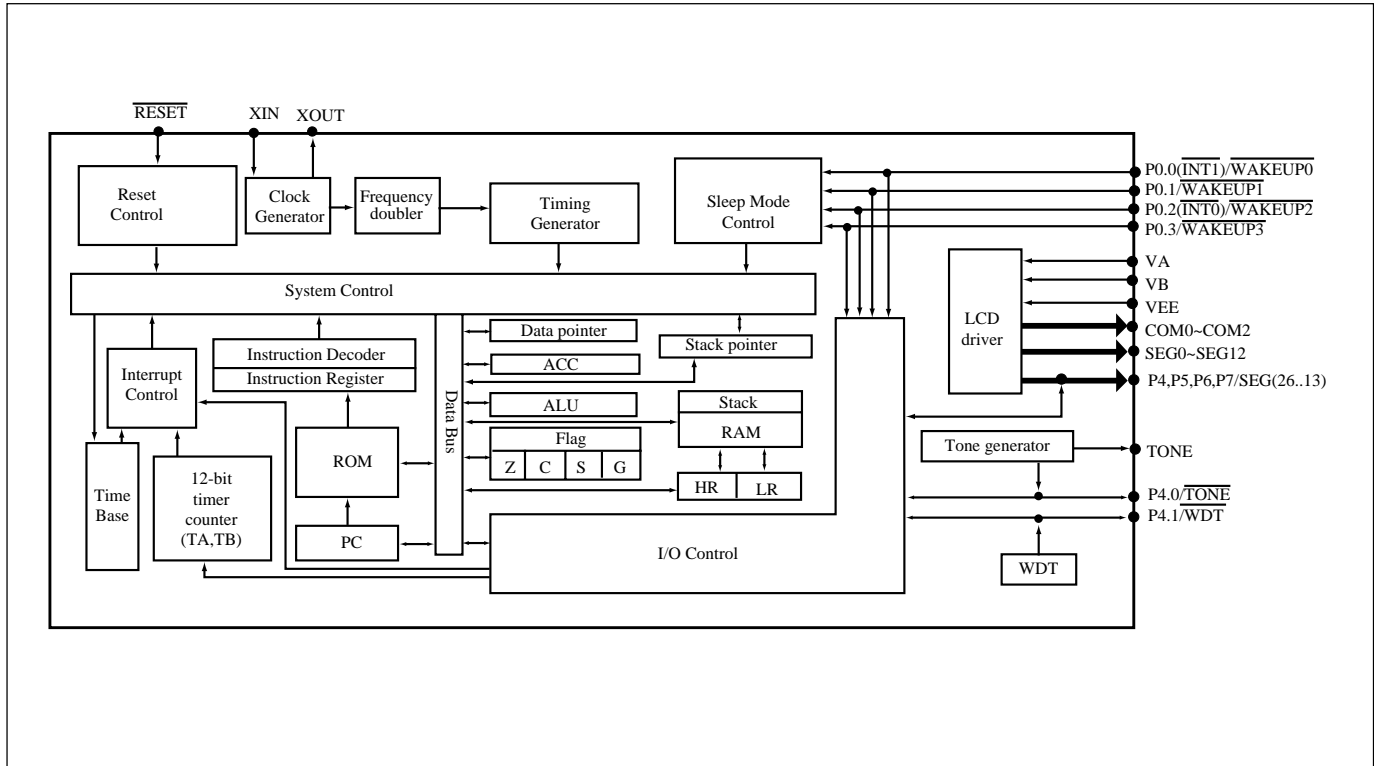 RESET
XIN
XOUT
Reset
Control
Clock
Generator
Frequency
doubler
Timing
Generator
Sleep Mode
Control
P0.0(INT1)/WAKEUP0
P0.1/WAKEUP1
P0.2(INT0)/WAKEUP2
P0.3/WAKEUP3
System Control
LCD
driver
VA
VB
VEE
COM0~COM2
SEG0~SEG12
P4,P5,P6,P7/SEG(26..13)
Interrupt
Control
Instruction Decoder
Instruction Register
Data Bus
Data pointer
ACC
ALU
Flag
Z C S G
Stack pointer
Stack
RAM
HR LR
Time
Base
12-bit
timer
counter
(TA,TB)
ROM
PC
I/O Control
Tone generator
TONE
P4.0/TONE
P4.1/WDT
WDT